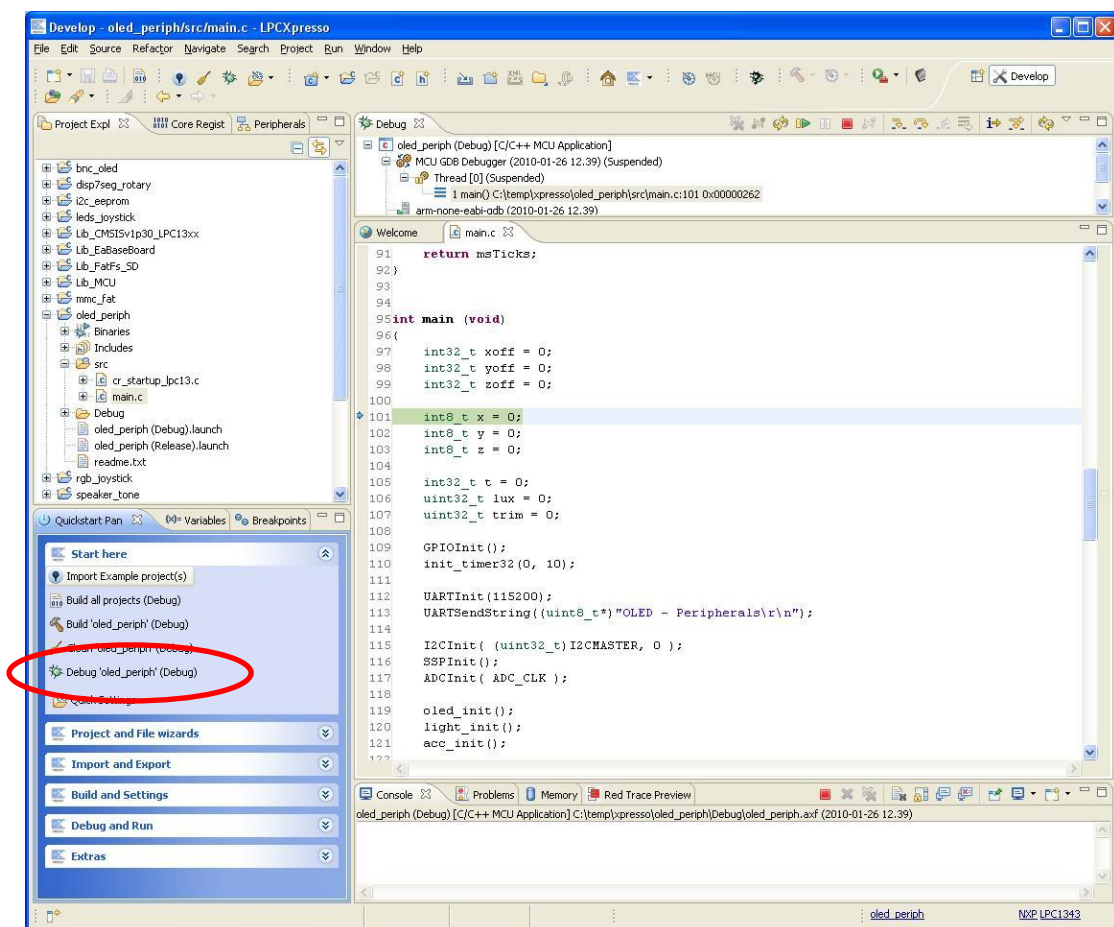 Develop - oled_periph/src/main.c - LPCXpresso
File Edit Source Refactor Navigate Search Project Run Window Help
Develop
Project Expl Core Regist Peripherals
bnc_oled
disp7seg_rotary
i2c_eeprom
leds_joystick
Lib_CMSISv1p30_LPC13xx
Lib_EaBaseBoard
Lib_FatFs_SD
Lib_MCU
mmc_fat
oled_periph
Binaries
Includes
src
cr_startup_lpc13.c
main.c
Debug
oled_periph (Debug).launch
oled_periph (Release).launch
readme.txt
rgb_joystick
speaker_tone
Debug
oled_periph (Debug) [C/C++ MCU Application]
MCU GDB Debugger (2010-01-26 12.39) (Suspended)
Thread [0] (Suspended)
1 main() C:\temp\xpresso\oled_periph\src\main.c:101 0x00000262
arm-none-eabi-gdb (2010-01-26 12.39)
Welcome main.c
91 return msTicks;
92 }
93
94
95 int main (void)
96 {
97 int32_t xoff = 0;
98 int32_t yoff = 0;
99 int32_t zoff = 0;
100
101 int8_t x = 0;
102 int8_t y = 0;
103 int8_t z = 0;
104
105 int32_t t = 0;
106 uint32_t lux = 0;
107 uint32_t trim = 0;
108
109 GPIOInit();
110 init_timer32(0, 10);
111
112 UARTInit(115200);
113 UARTSendString((uint8_t*)"OLED - Peripherals\r\n");
114
115 I2CInit( (uint32_t)I2CMASTER, 0 );
116 SSPInit();
117 ADCInit( ADC_CLK );
118
119 oled_init();
120 light_init();
121 acc_init();
122
Quickstart Pan (x)= Variables Breakpoints
Start here
Import Example project(s)
Build all projects (Debug)
Build 'oled_periph' (Debug)
Clean 'oled_periph' (Debug)
Debug 'oled_periph' (Debug)
Quick Settings
Project and File wizards
Import and Export
Build and Settings
Debug and Run
Extras
Console Problems Memory Red Trace Preview
oled_periph (Debug) [C/C++ MCU Application] C:\temp\xpresso\oled_periph\Debug\oled_periph.axf (2010-01-26 12.39)
oled_periph NXP LPC1343